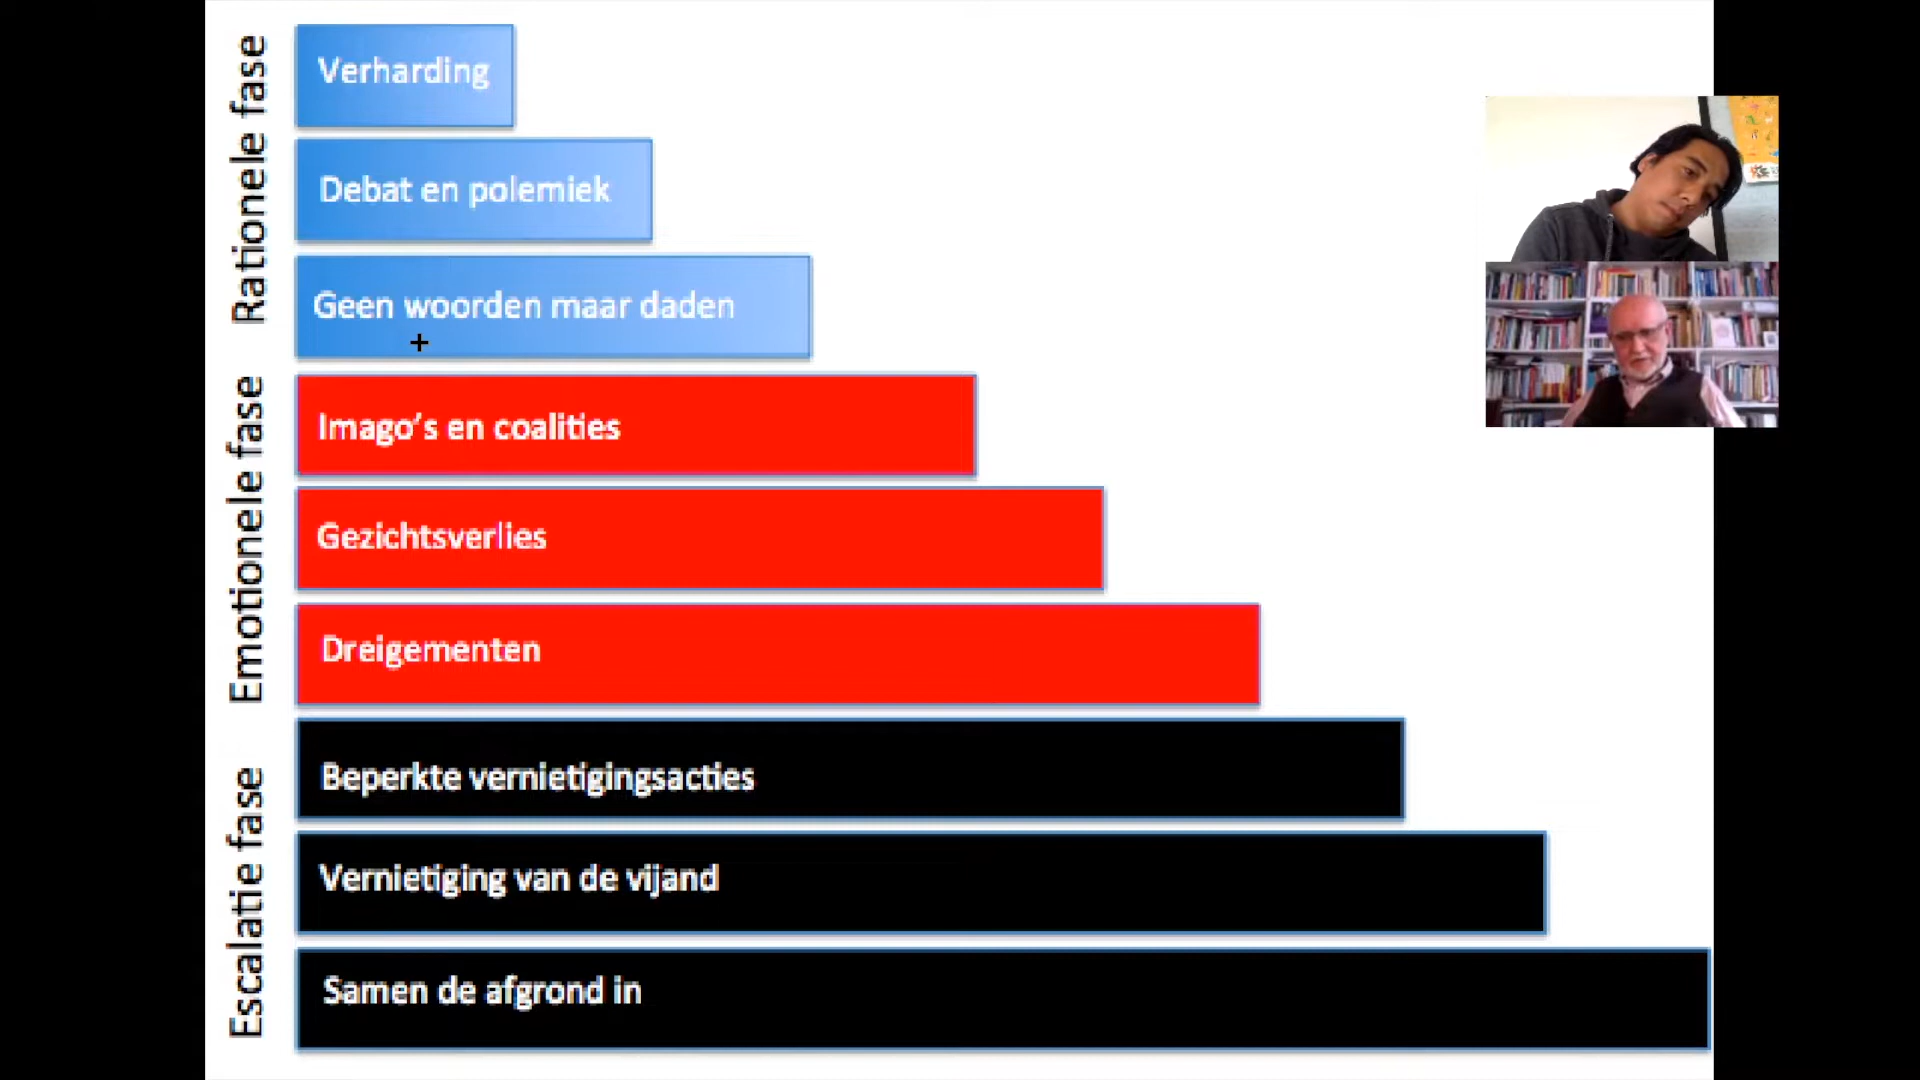 Rationele fase
Verharding
Debat en polemiek
Geen woorden maar daden
Emotionele fase
Imago's en coalities
Gezichtsverlies
Dreigementen
Escalatie fase
Beperkte vernietigingsacties
Vernietiging van de vijand
Samen de afgrond in